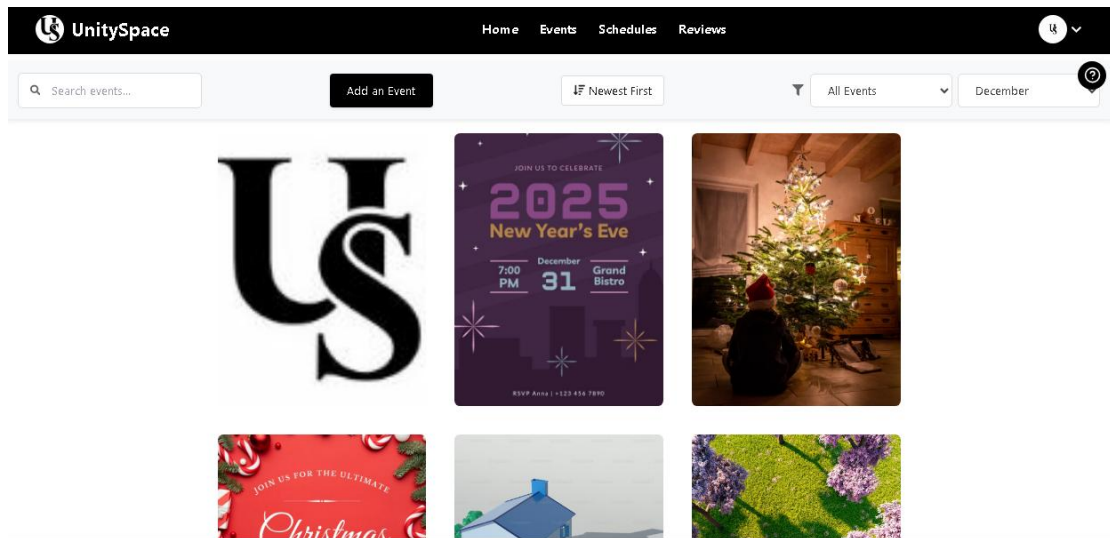 US UnitySpace
Home Events Schedules Reviews
US
Search events...
Add an Event
Newest First
All Events
December
?
US
JOIN US TO CELEBRATE
2025
New Year's Eve
7:00
PM
December
31
Grand
Bistro
RSVP Anna | +123 456 7890
JOIN US FOR THE ULTIMATE
Christmas